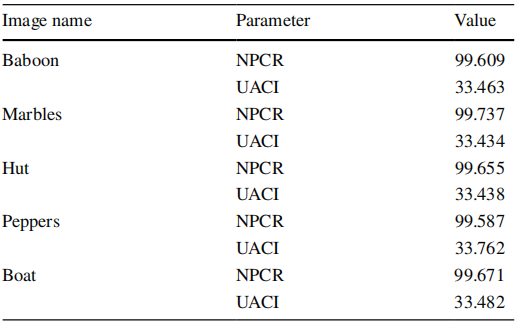 Image name Parameter Value
Baboon NPCR 99.609
UACI 33.463
Marbles NPCR 99.737
UACI 33.434
Hut NPCR 99.655
UACI 33.438
Peppers NPCR 99.587
UACI 33.762
Boat NPCR 99.671
UACI 33.482